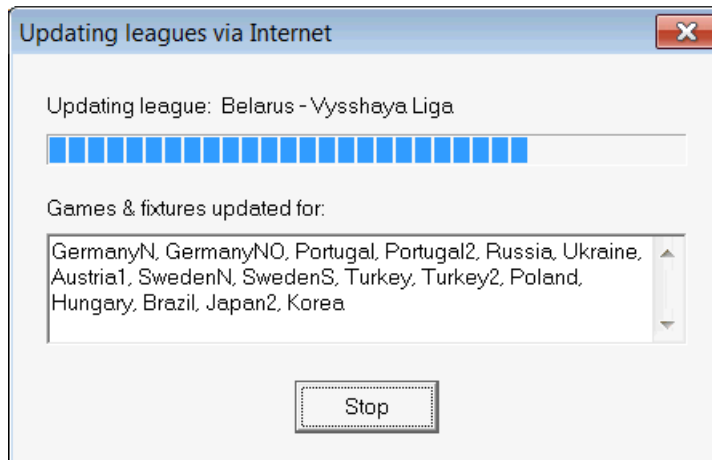 Updating leagues via Internet
Updating league: Belarus - Vysshaya Liga
Games & fixtures updated for:
GermanyN, GermanyNO, Portugal, Portugal2, Russia, Ukraine,
Austria1, SwedenN, SwedenS, Turkey, Turkey2, Poland,
Hungary, Brazil, Japan2, Korea
Stop